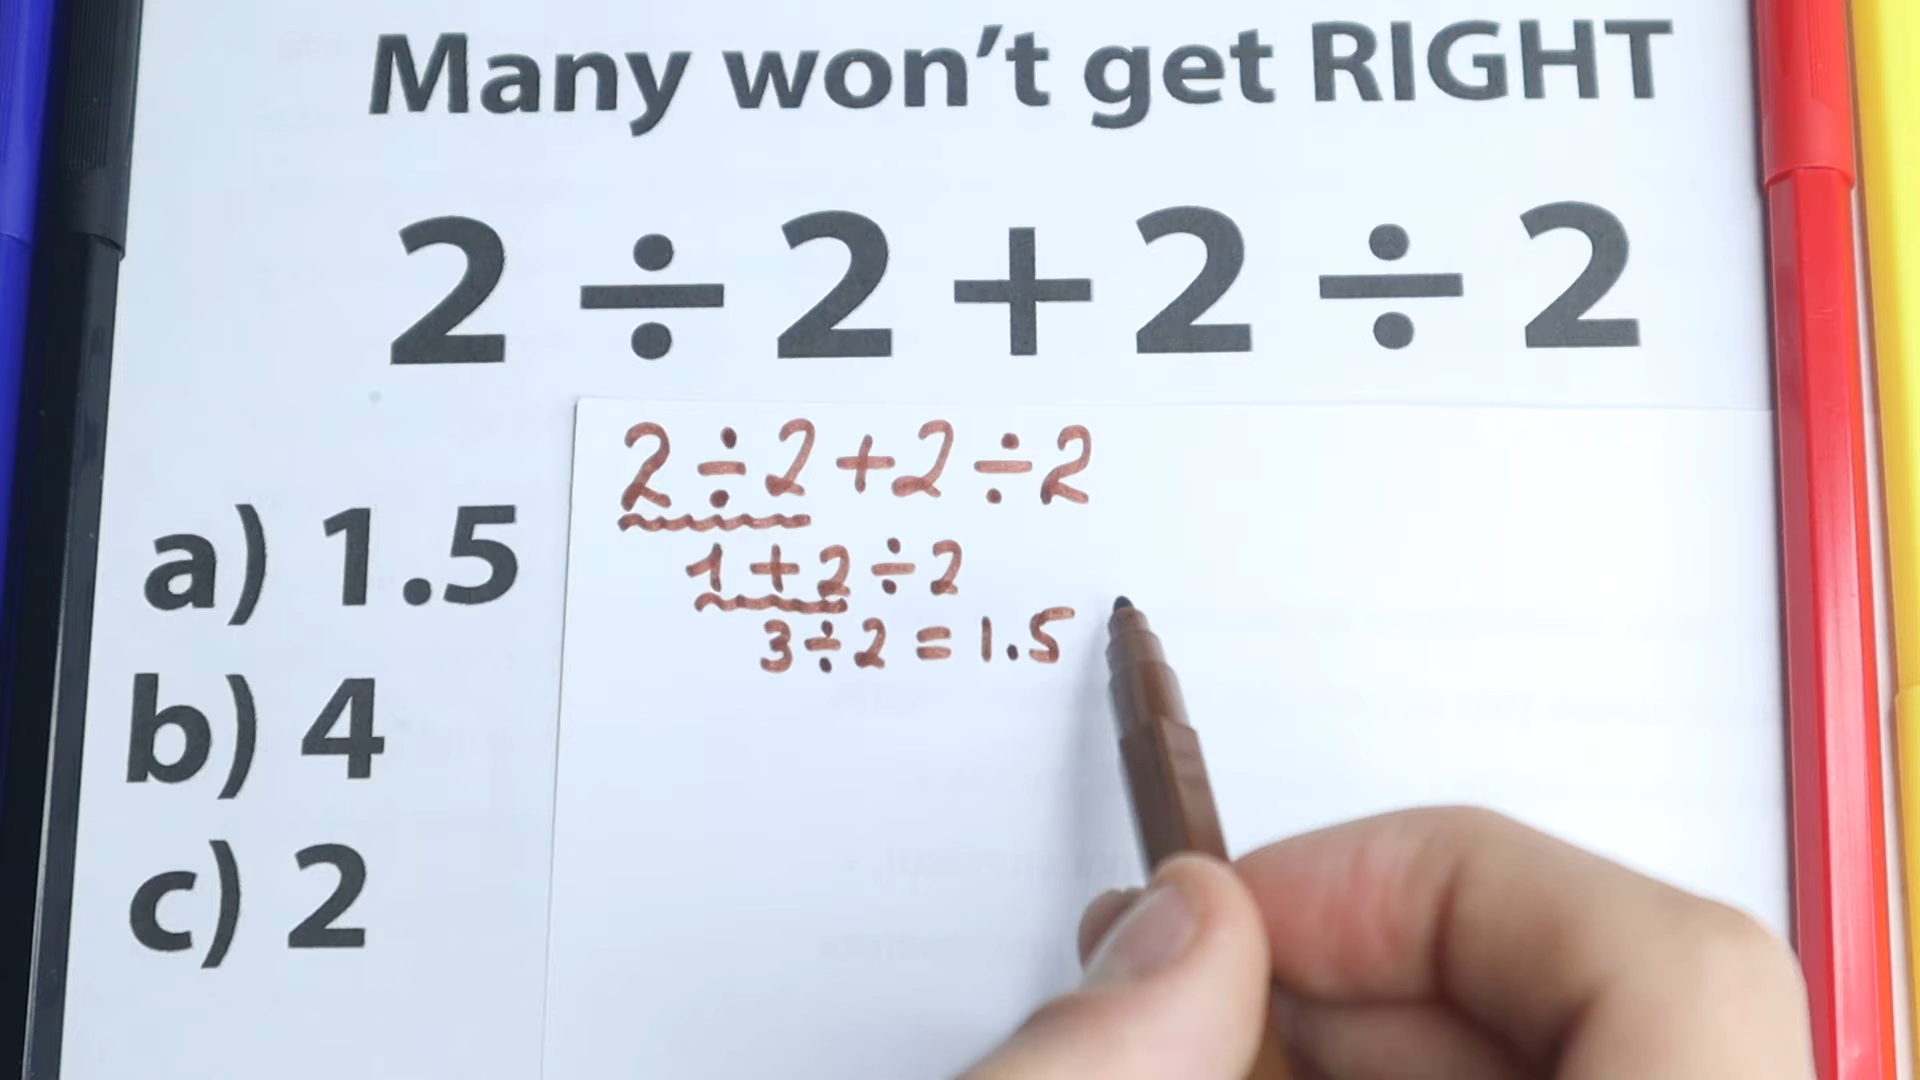 Many won't get RIGHT
2 ÷ 2 + 2 ÷ 2
2 ÷ 2 + 2 ÷ 2
1 + 2 ÷ 2
3 ÷ 2 = 1.5
a) 1.5
b) 4
c) 2